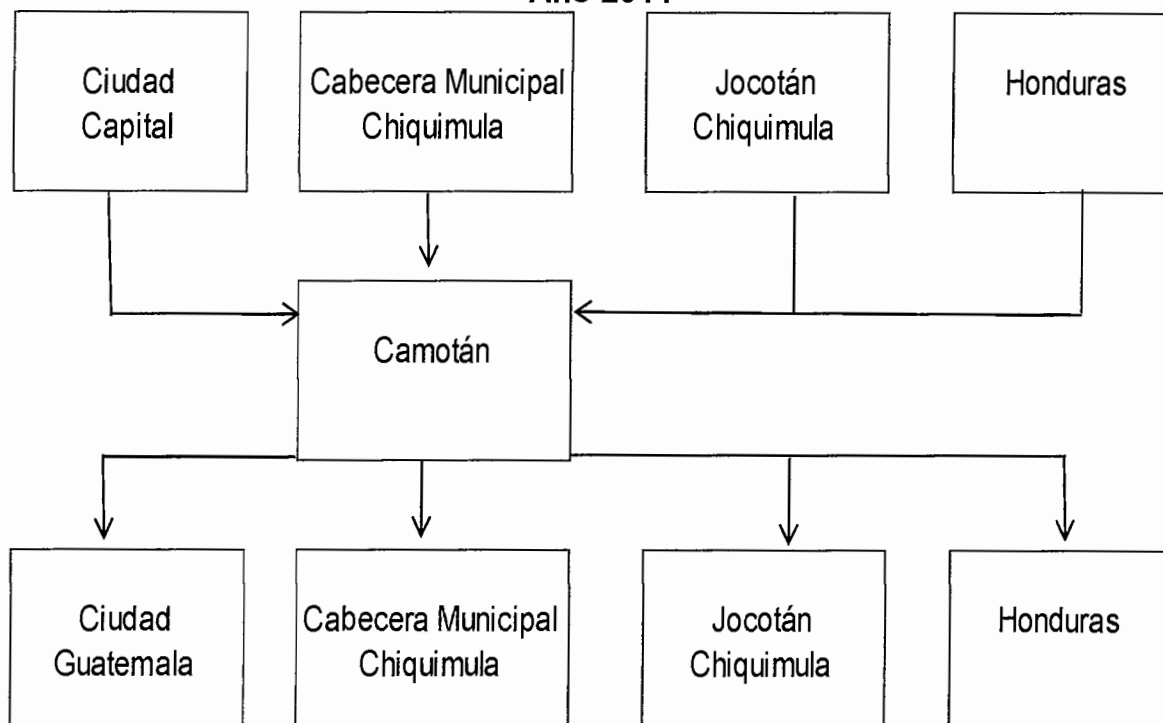 Ciudad
Capital
Cabecera Municipal
Chiquimula
Jocotán
Chiquimula
Honduras
Camotán
Ciudad
Guatemala
Cabecera Municipal
Chiquimula
Jocotán
Chiquimula
Honduras